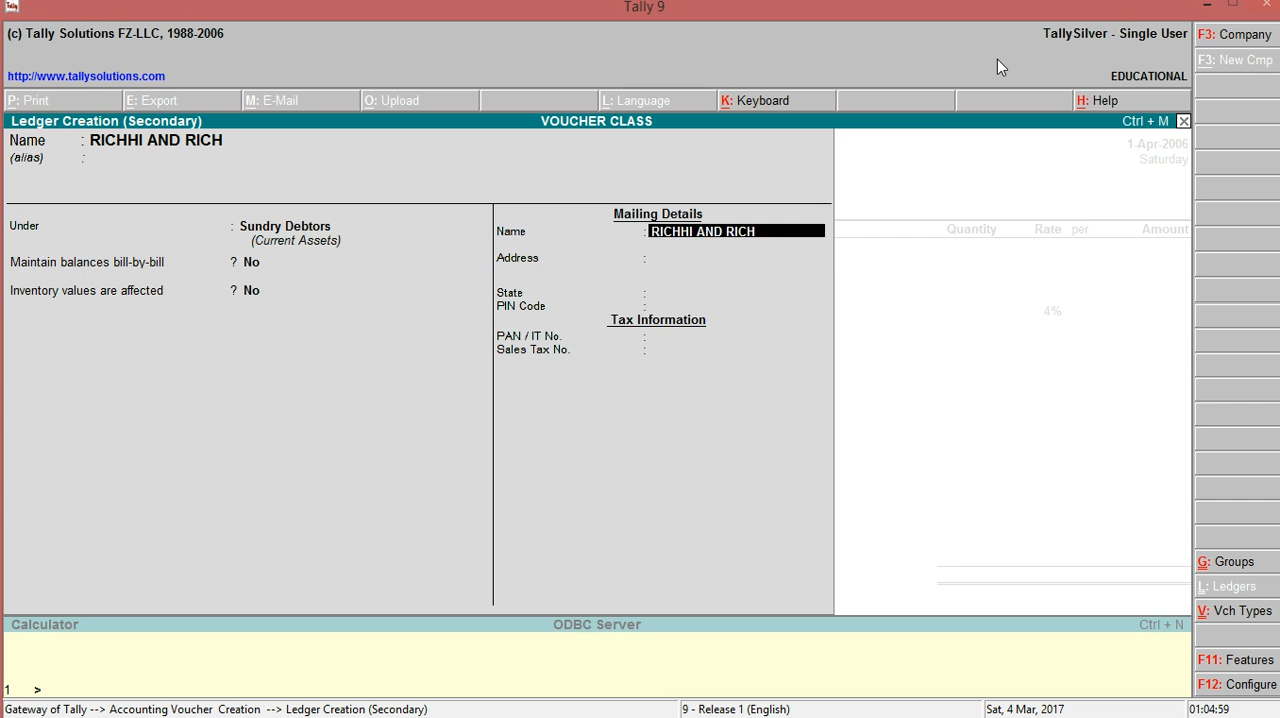 Tally 9
(c) Tally Solutions FZ-LLC, 1988-2006
TallySilver - Single User
http://www.tallysolutions.com
EDUCATIONAL
P: Print E: Export M: E-Mail O: Upload L: Language K: Keyboard H: Help
Ledger Creation (Secondary) VOUCHER CLASS Ctrl + M
Name : RICHHI AND RICH
(alias) :
1-Apr-2006
Saturday
Under : Sundry Debtors
(Current Assets)
Maintain balances bill-by-bill ? No
Inventory values are affected ? No
Mailing Details
Name : RICHHI AND RICH
Address :
State :
PIN Code :
Tax Information
PAN / IT No. :
Sales Tax No. :
Quantity Rate per Amount
4%
F3: Company
F3: New Cmp
G: Groups
L: Ledgers
V: Vch Types
F11: Features
F12: Configure
Calculator ODBC Server Ctrl + N
1 >
Gateway of Tally --> Accounting Voucher Creation --> Ledger Creation (Secondary) 9 - Release 1 (English) Sat, 4 Mar, 2017 01:04:59